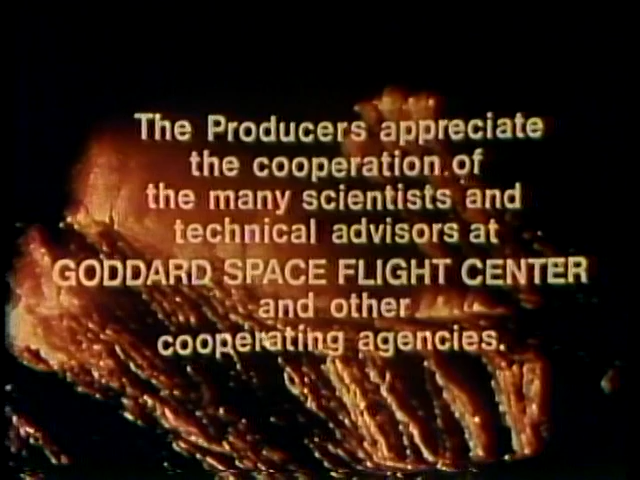 The Producers appreciate
the cooperation of
the many scientists and
technical advisors at
GODDARD SPACE FLIGHT CENTER
and other
cooperating agencies.